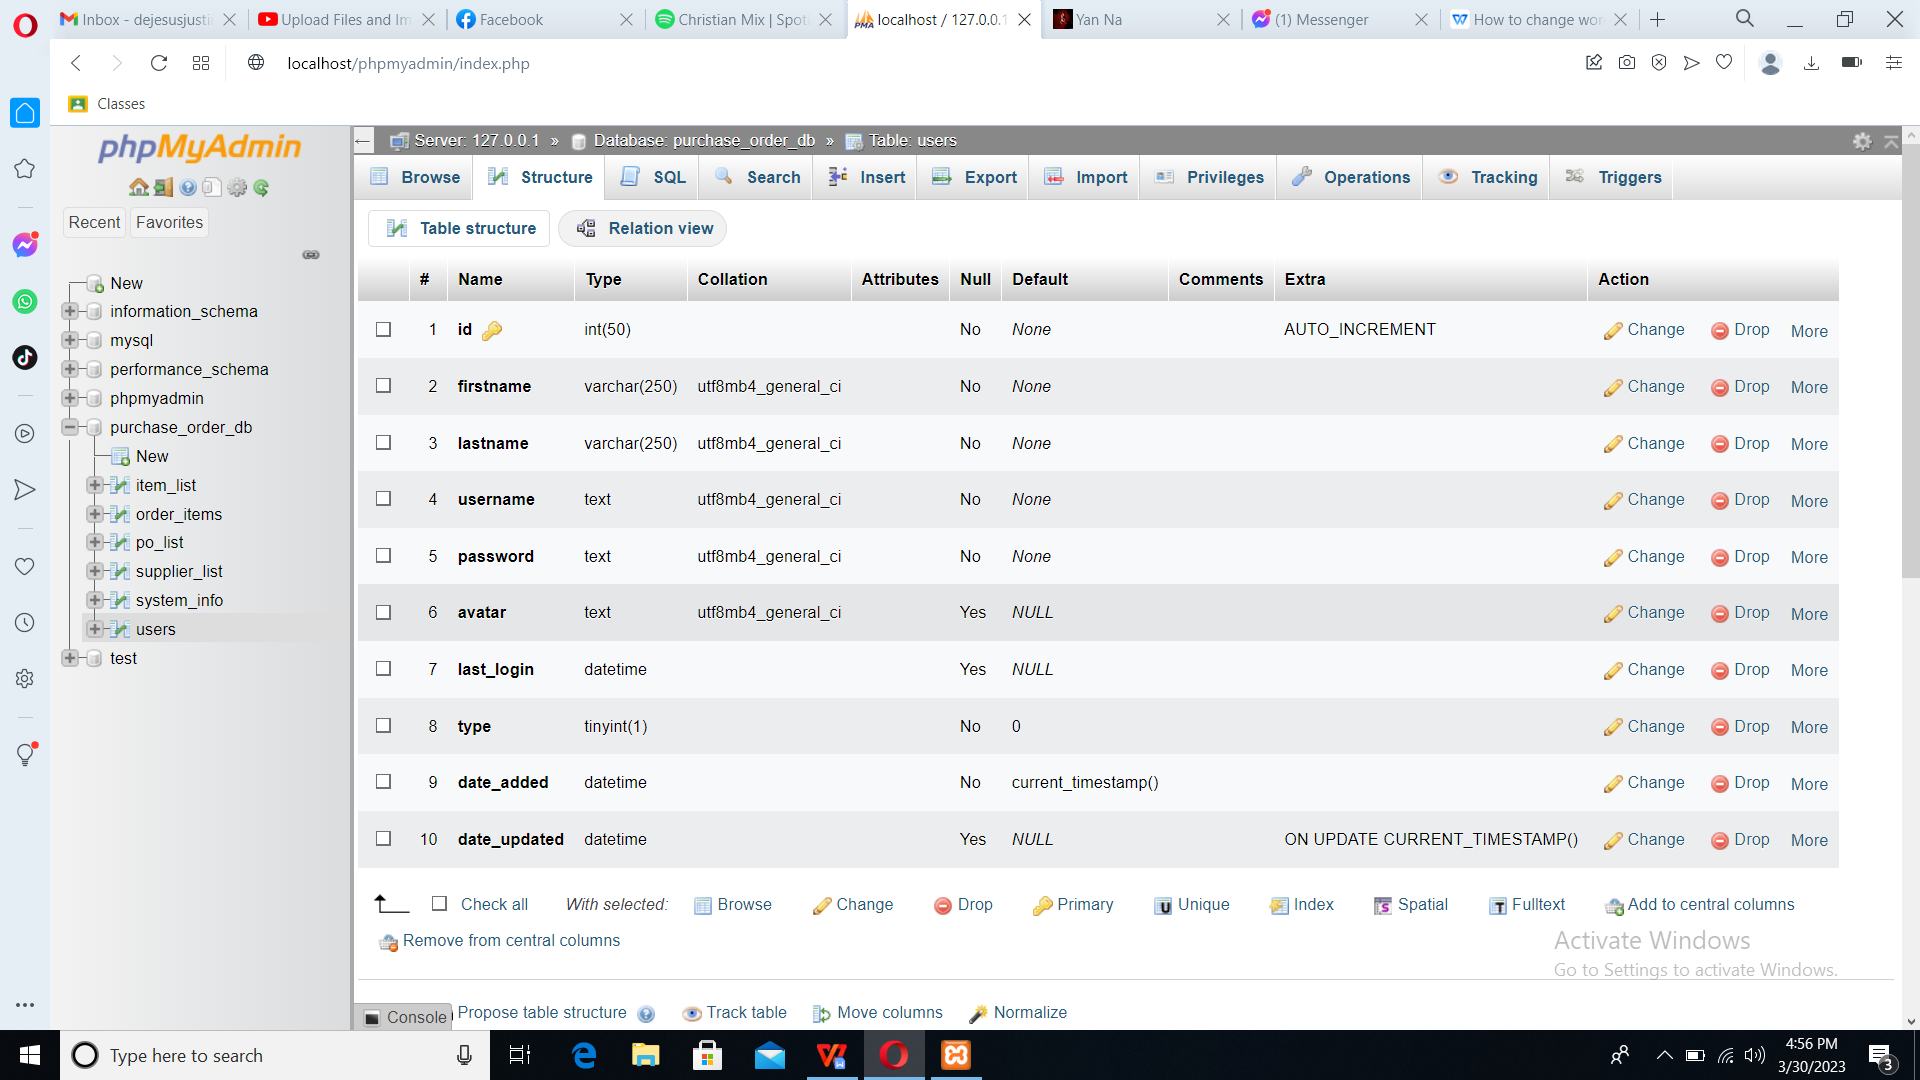 Inbox - dejesusjusti
Upload Files and Im
Facebook
Christian Mix | Spot
localhost / 127.0.0.1
Yan Na
(1) Messenger
How to change wor
localhost/phpmyadmin/index.php
Classes
phpMyAdmin
Recent
Favorites
New
information_schema
mysql
performance_schema
phpmyadmin
purchase_order_db
New
item_list
order_items
po_list
supplier_list
system_info
users
test
Server: 127.0.0.1 » Database: purchase_order_db » Table: users
Browse Structure SQL Search Insert Export Import Privileges Operations Tracking Triggers
Table structure Relation view
# Name Type Collation Attributes Null Default Comments Extra Action
1 id int(50) No None AUTO_INCREMENT Change Drop More
2 firstname varchar(250) utf8mb4_general_ci No None Change Drop More
3 lastname varchar(250) utf8mb4_general_ci No None Change Drop More
4 username text utf8mb4_general_ci No None Change Drop More
5 password text utf8mb4_general_ci No None Change Drop More
6 avatar text utf8mb4_general_ci Yes NULL Change Drop More
7 last_login datetime Yes NULL Change Drop More
8 type tinyint(1) No 0 Change Drop More
9 date_added datetime No current_timestamp() Change Drop More
10 date_updated datetime Yes NULL ON UPDATE CURRENT_TIMESTAMP() Change Drop More
Check all With selected: Browse Change Drop Primary Unique Index Spatial Fulltext Add to central columns
Remove from central columns
Activate Windows
Go to Settings to activate Windows.
Console Propose table structure Track table Move columns Normalize
Type here to search
4:56 PM
3/30/2023
3